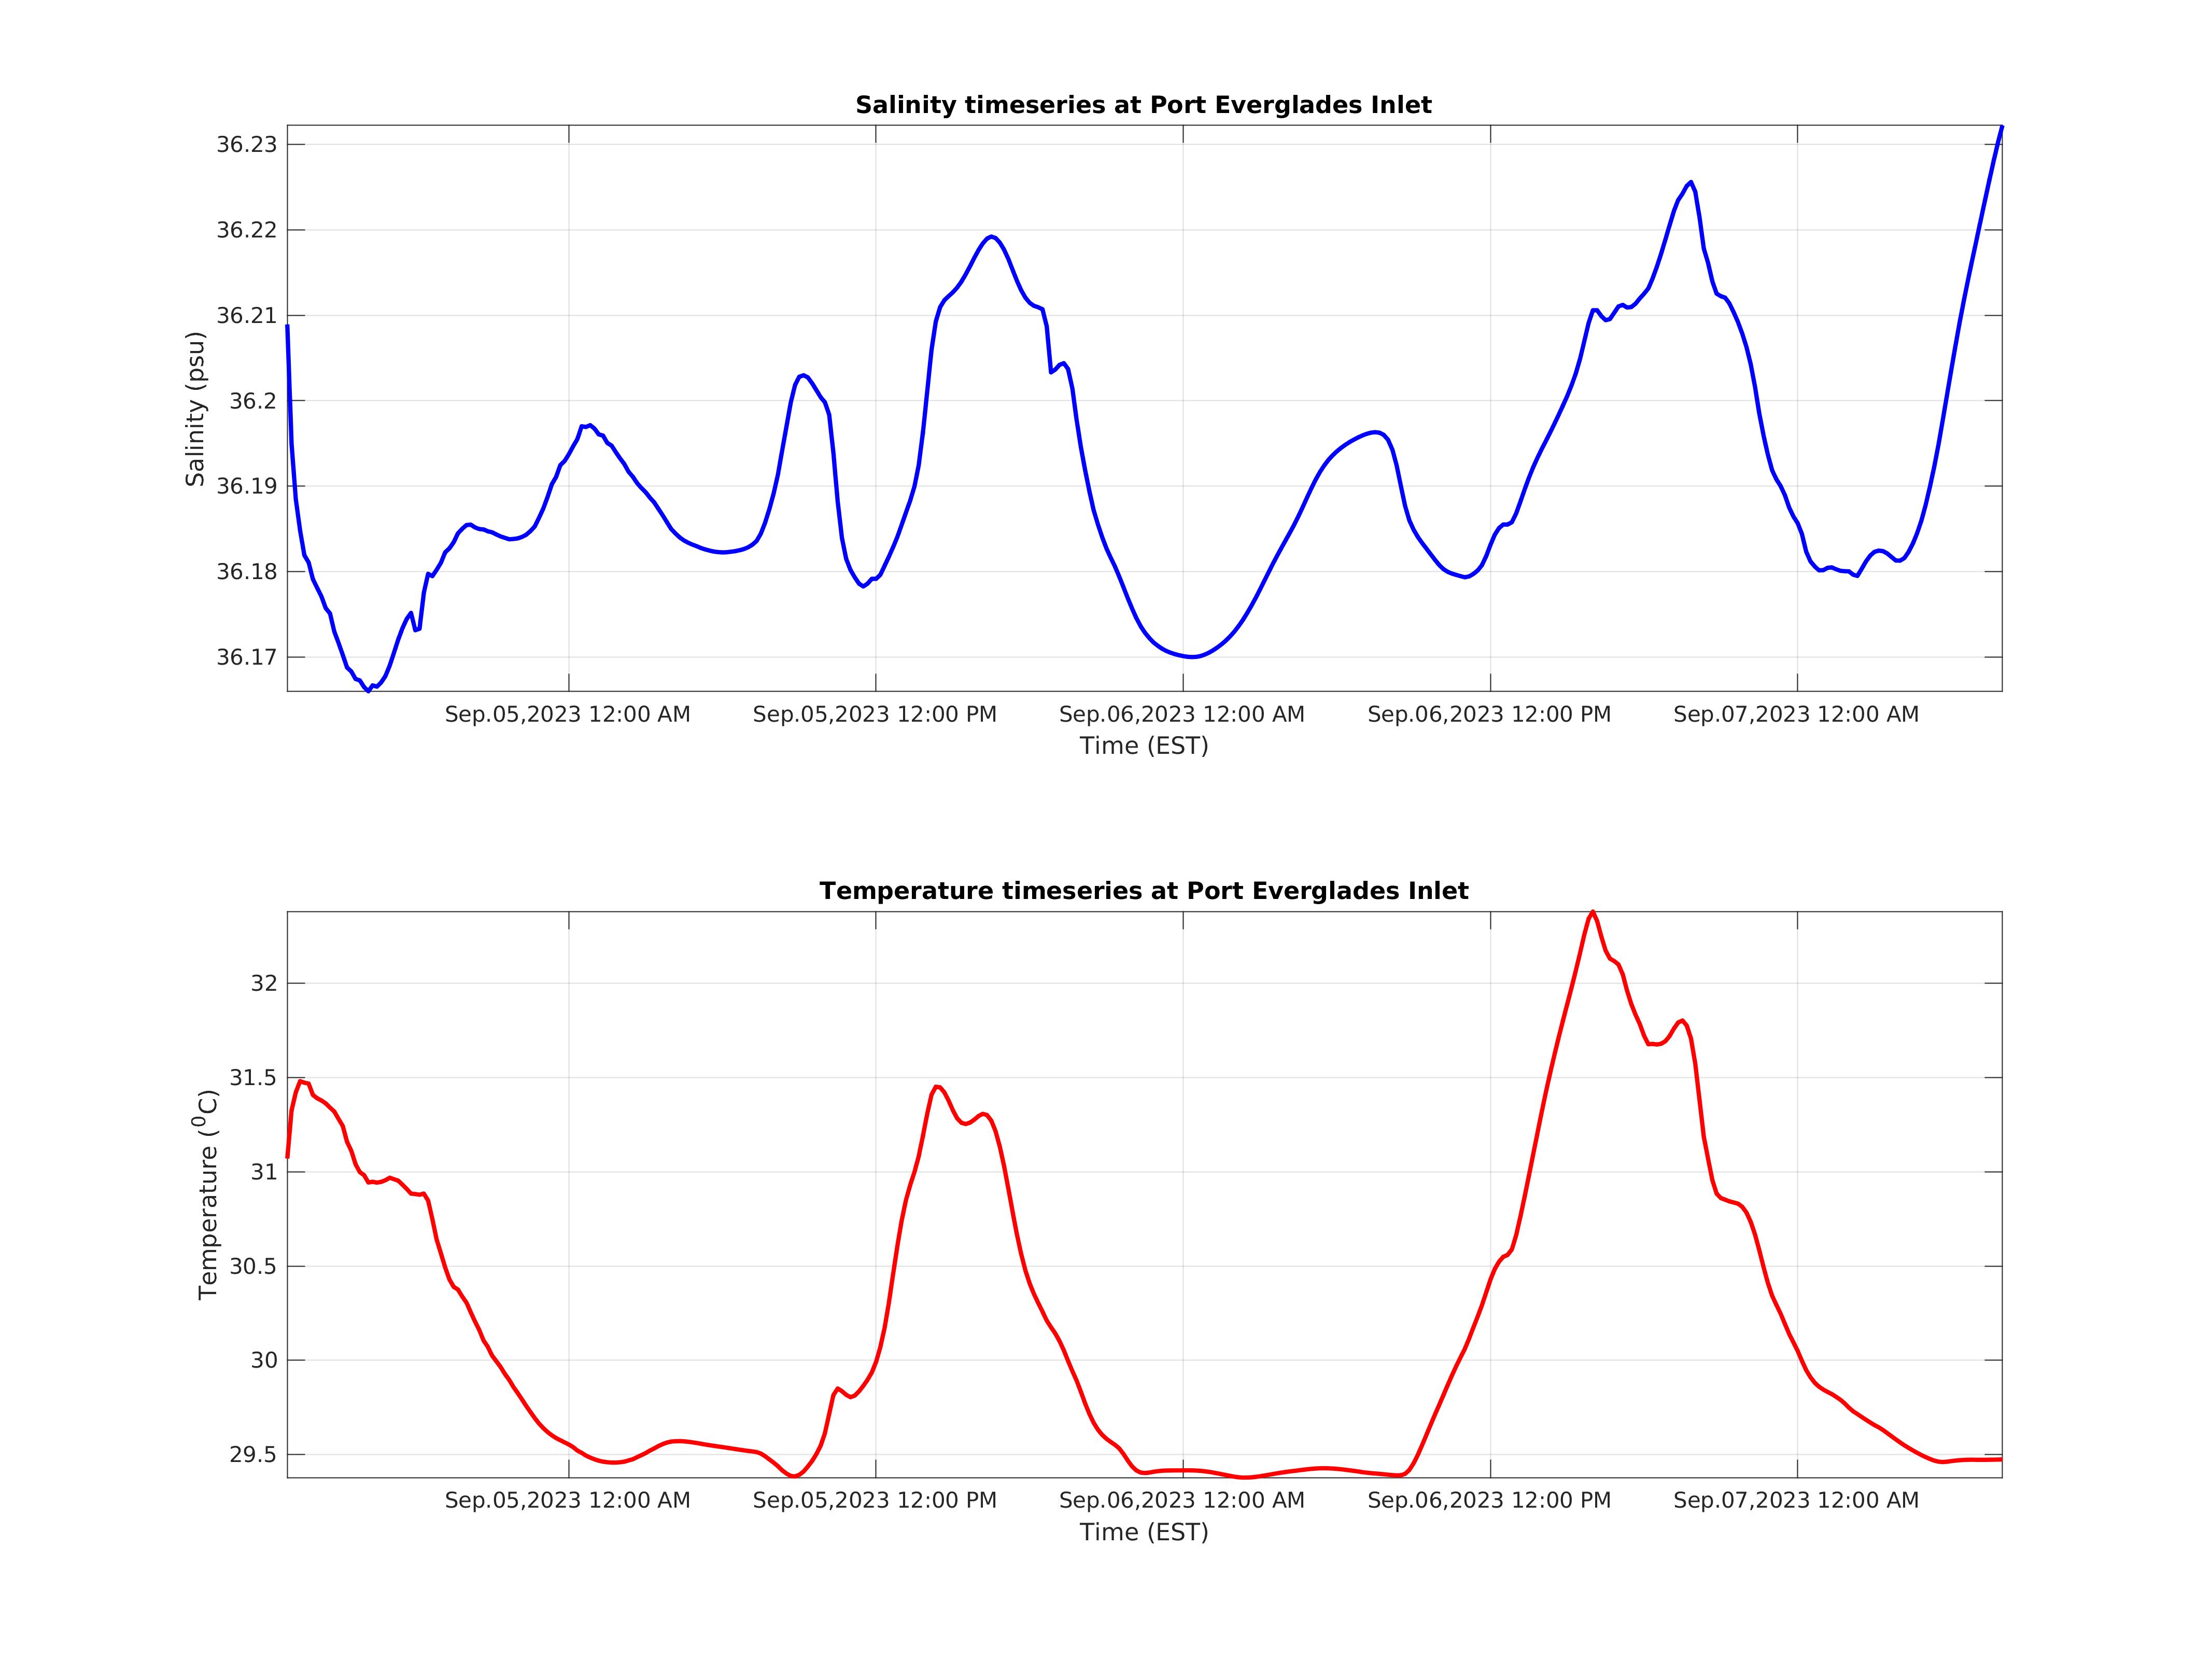 Salinity timeseries at Port Everglades Inlet
36.23
36.22
36.21
36.2
36.19
36.18
36.17
Salinity (psu)
Sep.05,2023 12:00 AM
Sep.05,2023 12:00 PM
Sep.06,2023 12:00 AM
Sep.06,2023 12:00 PM
Sep.07,2023 12:00 AM
Time (EST)
Temperature timeseries at Port Everglades Inlet
32
31.5
31
30.5
30
29.5
Temperature (⁰C)
Sep.05,2023 12:00 AM
Sep.05,2023 12:00 PM
Sep.06,2023 12:00 AM
Sep.06,2023 12:00 PM
Sep.07,2023 12:00 AM
Time (EST)